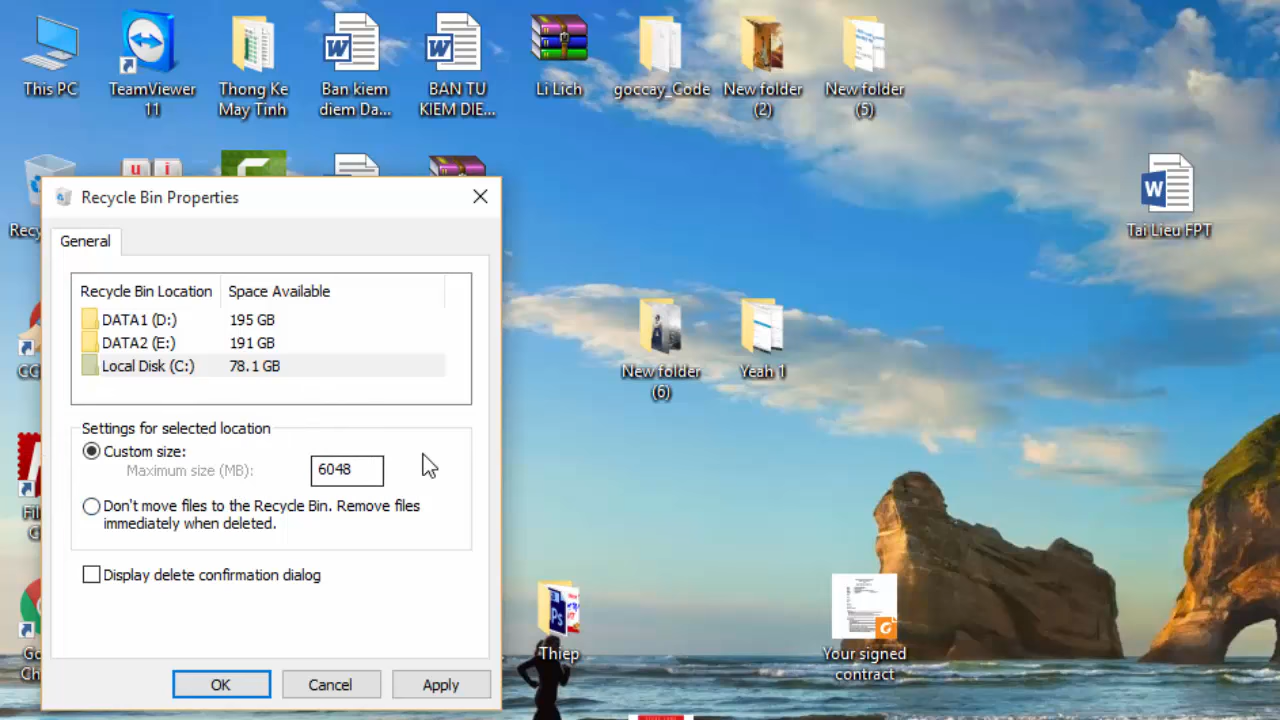 This PC
TeamViewer
11
Thong Ke
May Tinh
Ban kiem
diem Da...
BAN TU
KIEM DIE...
Li Lich
goccay_Code
New folder
(2)
New folder
(5)
u i
Tai Lieu FPT
Recycle Bin Properties
General
Recycle Bin Location
Space Available
DATA1 (D:)
195 GB
DATA2 (E:)
191 GB
Local Disk (C:)
78.1 GB
New folder
(6)
Yeah 1
Settings for selected location
Custom size:
Maximum size (MB):
6048
Don't move files to the Recycle Bin. Remove files
immediately when deleted.
Display delete confirmation dialog
Ps
Thiep
Your signed
contract
OK
Cancel
Apply